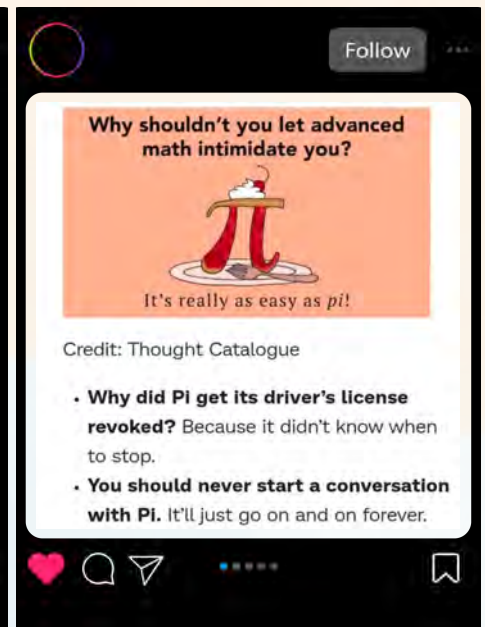 Follow
Why shouldn't you let advanced
math intimidate you?
π
It's really as easy as pi!
Credit: Thought Catalogue
• Why did Pi get its driver's license
revoked? Because it didn't know when
to stop.
• You should never start a conversation
with Pi. It'll just go on and on forever.